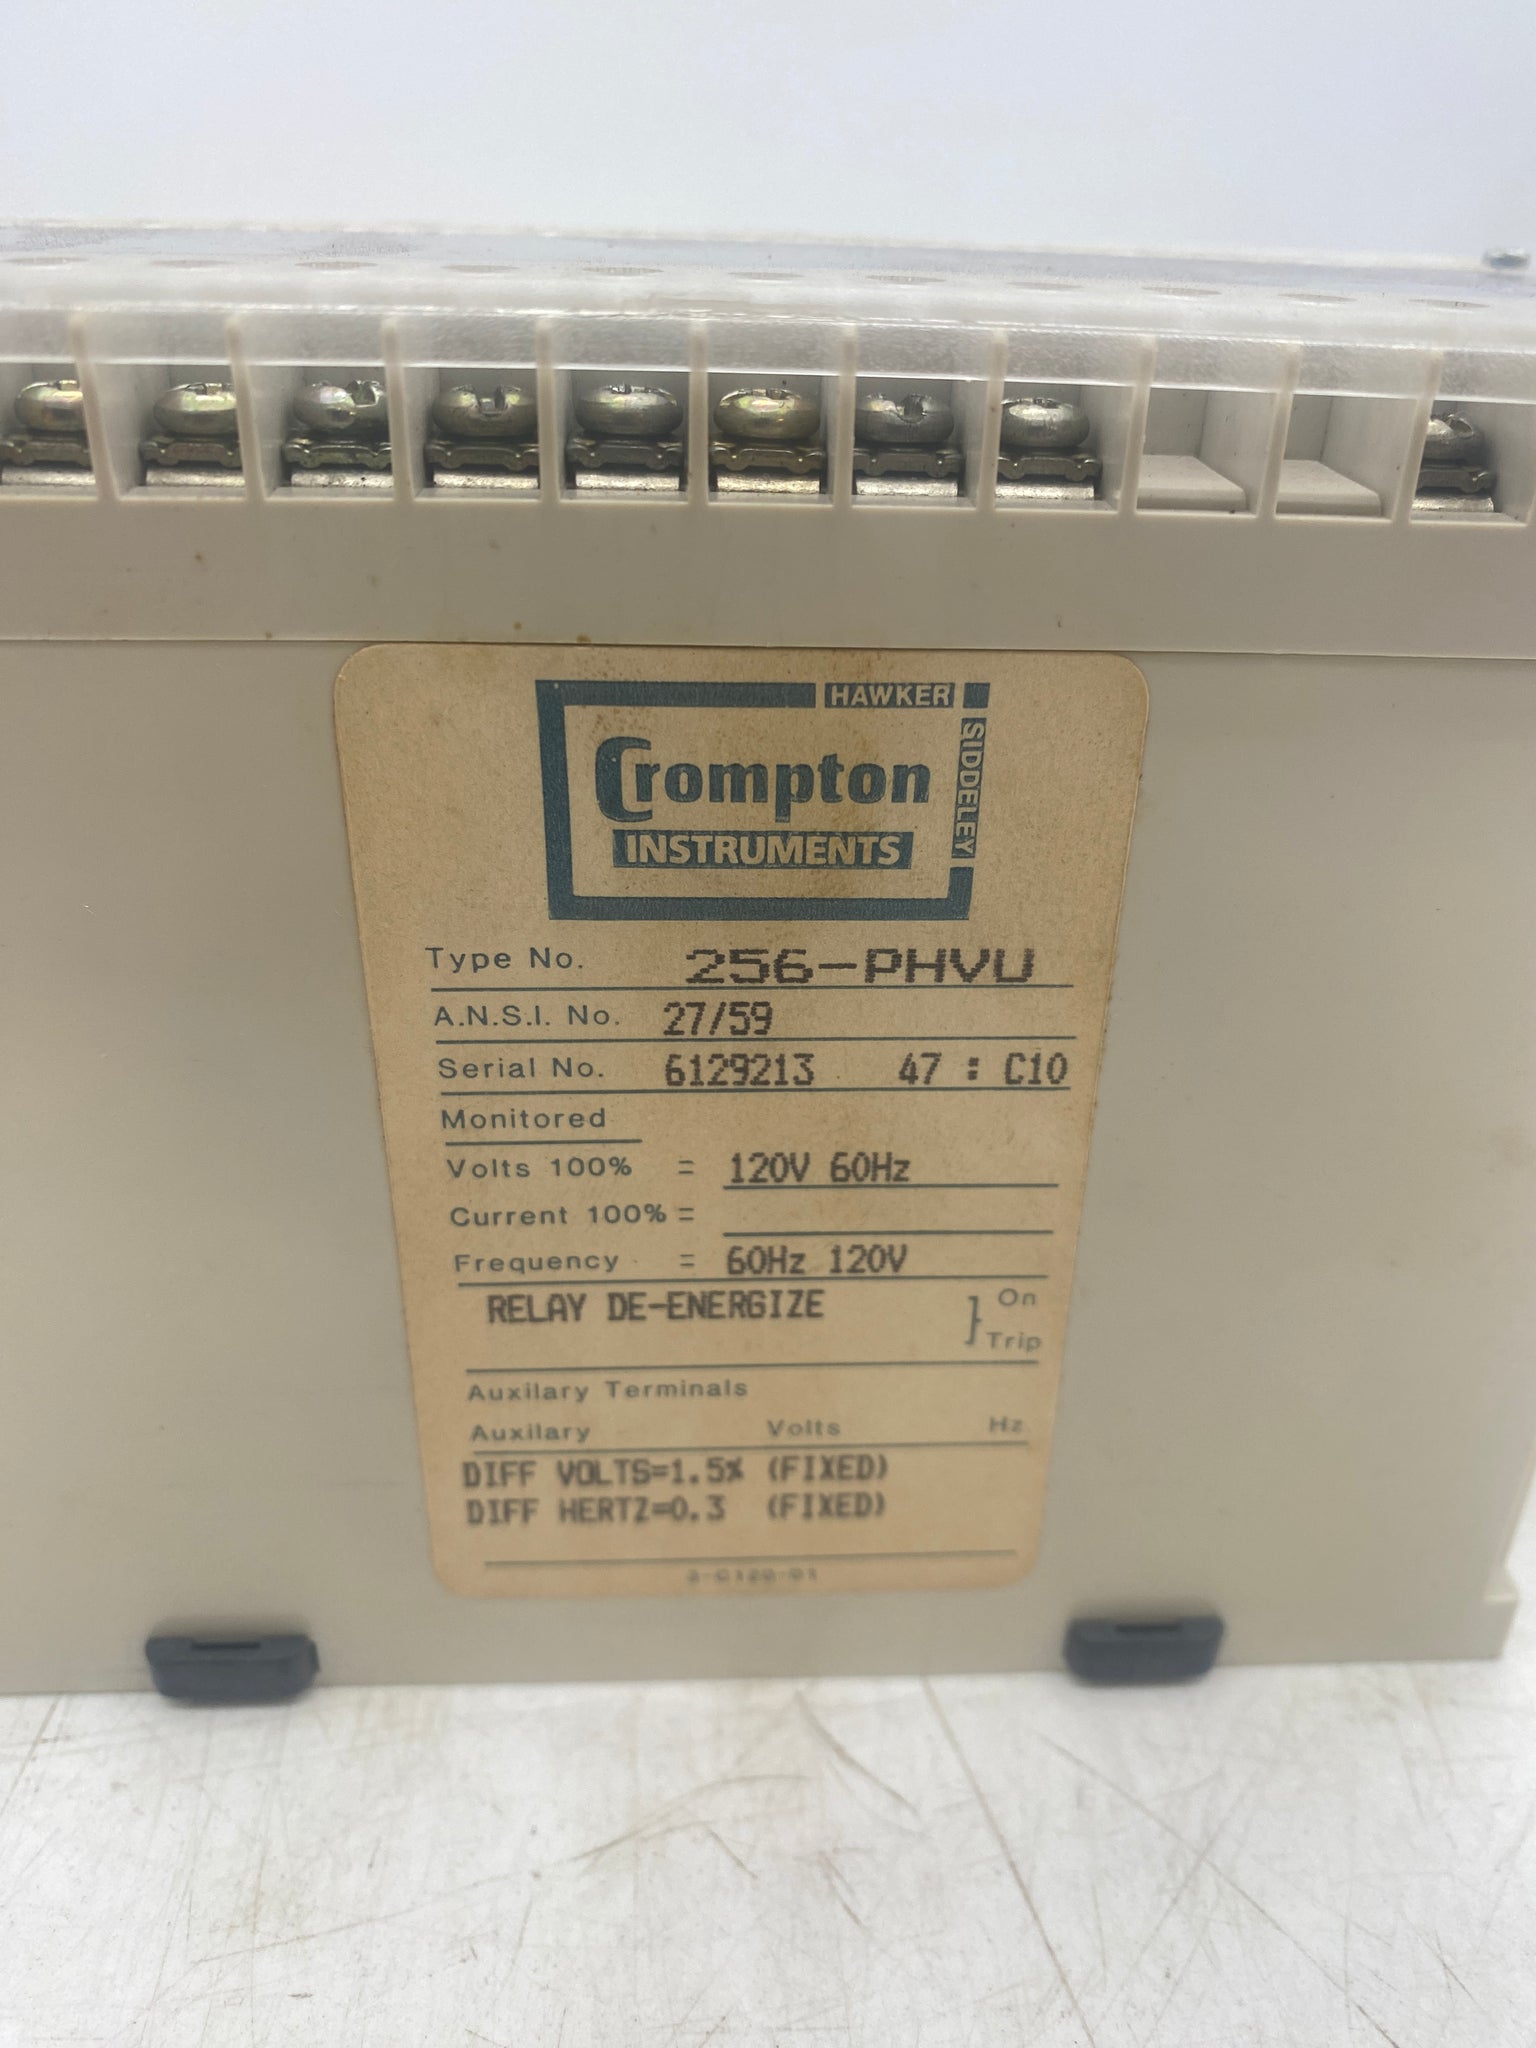 HAWKER
SIDDELEY
Crompton
INSTRUMENTS
Type No. 256-PHVU
A.N.S.I. No. 27/59
Serial No. 6129213 47 : C10
Monitored
Volts 100% = 120V 60Hz
Current 100% =
Frequency = 60Hz 120V
RELAY DE-ENERGIZE } On
Trip
Auxilary Terminals
Auxilary Volts Hz
DIFF VOLTS=1.5% (FIXED)
DIFF HERTZ=0.3 (FIXED)